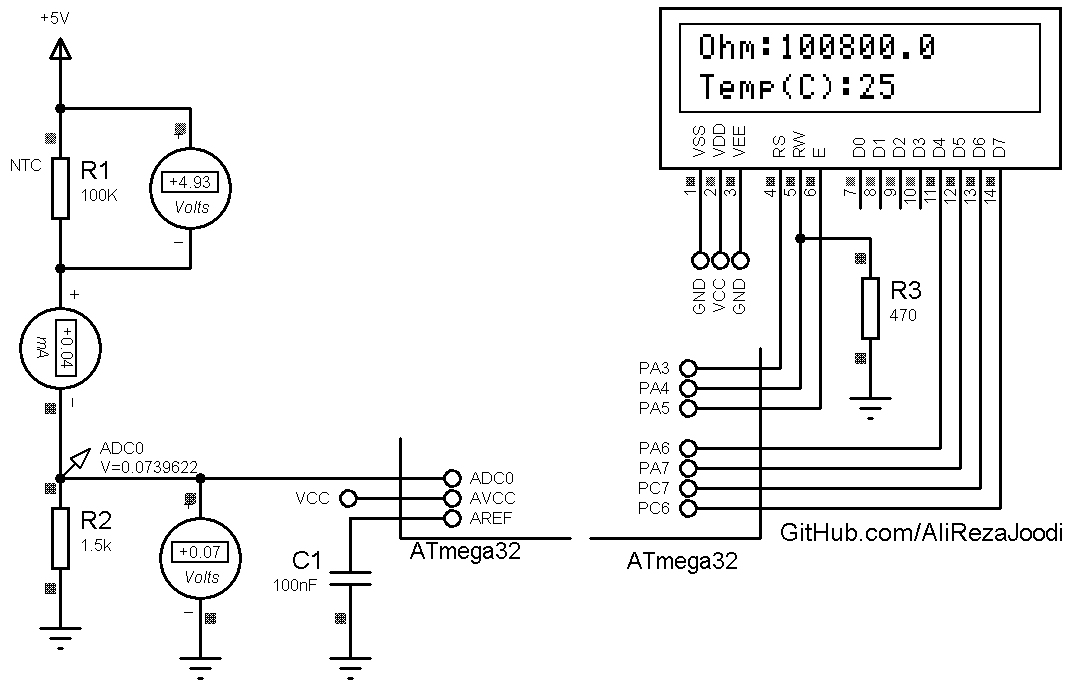 +5V
NTC
R1
100K
+4.93
Volts
+0.04
mA
ADC0
V=0.0739622
R2
1.5k
+0.07
Volts
VCC
C1
100nF
ADC0
AVCC
AREF
ATmega32
Ohm:100800.0
Temp(C):25
VSS
VDD
VEE
RS
RW
E
D0
D1
D2
D3
D4
D5
D6
D7
1
2
3
4
5
6
7
8
9
10
11
12
13
14
GND
VCC
GND
R3
470
PA3
PA4
PA5
PA6
PA7
PC7
PC6
ATmega32
GitHub.com/AliRezaJoodi